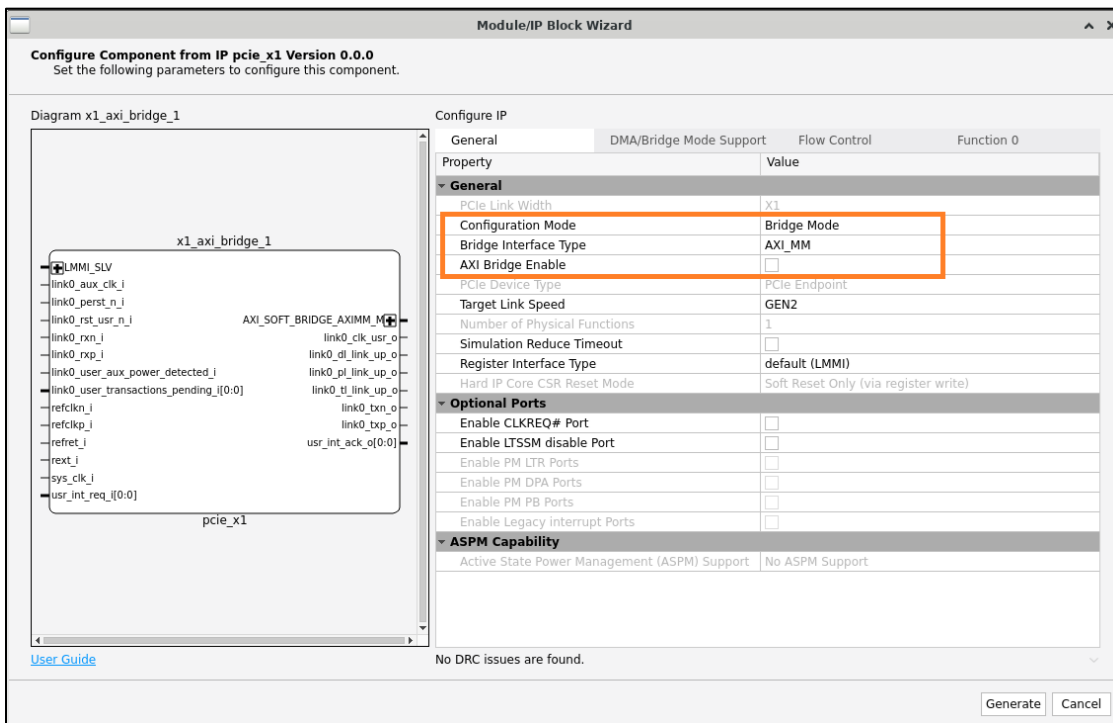 Module/IP Block Wizard
Configure Component from IP pcie_x1 Version 0.0.0
Set the following parameters to configure this component.
Diagram x1_axi_bridge_1
x1_axi_bridge_1
LMMI_SLV
link0_aux_clk_i
link0_perst_n_i
link0_rst_usr_n_i
link0_rxn_i
link0_rxp_i
link0_user_aux_power_detected_i
link0_user_transactions_pending_i[0:0]
refclkn_i
refclkp_i
refret_i
rext_i
sys_clk_i
usr_int_req_i[0:0]
AXI_SOFT_BRIDGE_AXIMM_M
link0_clk_usr_o
link0_dl_link_up_o
link0_pl_link_up_o
link0_tl_link_up_o
link0_txn_o
link0_txp_o
usr_int_ack_o[0:0]
pcie_x1
User Guide
Configure IP
General DMA/Bridge Mode Support Flow Control Function 0
Property Value
General
PCIe Link Width X1
Configuration Mode Bridge Mode
Bridge Interface Type AXI_MM
AXI Bridge Enable
PCIe Device Type PCIe Endpoint
Target Link Speed GEN2
Number of Physical Functions 1
Simulation Reduce Timeout
Register Interface Type default (LMMI)
Hard IP Core CSR Reset Mode Soft Reset Only (via register write)
Optional Ports
Enable CLKREQ# Port
Enable LTSSM disable Port
Enable PM LTR Ports
Enable PM DPA Ports
Enable PM PB Ports
Enable Legacy interrupt Ports
ASPM Capability
Active State Power Management (ASPM) Support No ASPM Support
No DRC issues are found.
Generate Cancel